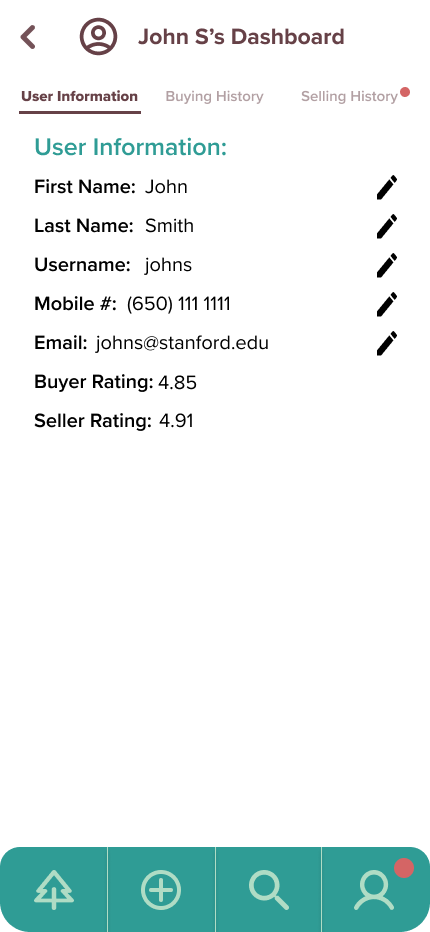 John S’s Dashboard
User Information Buying History Selling History
User Information:
First Name: John
Last Name: Smith
Username: johns
Mobile #: (650) 111 1111
Email: johns@stanford.edu
Buyer Rating: 4.85
Seller Rating: 4.91